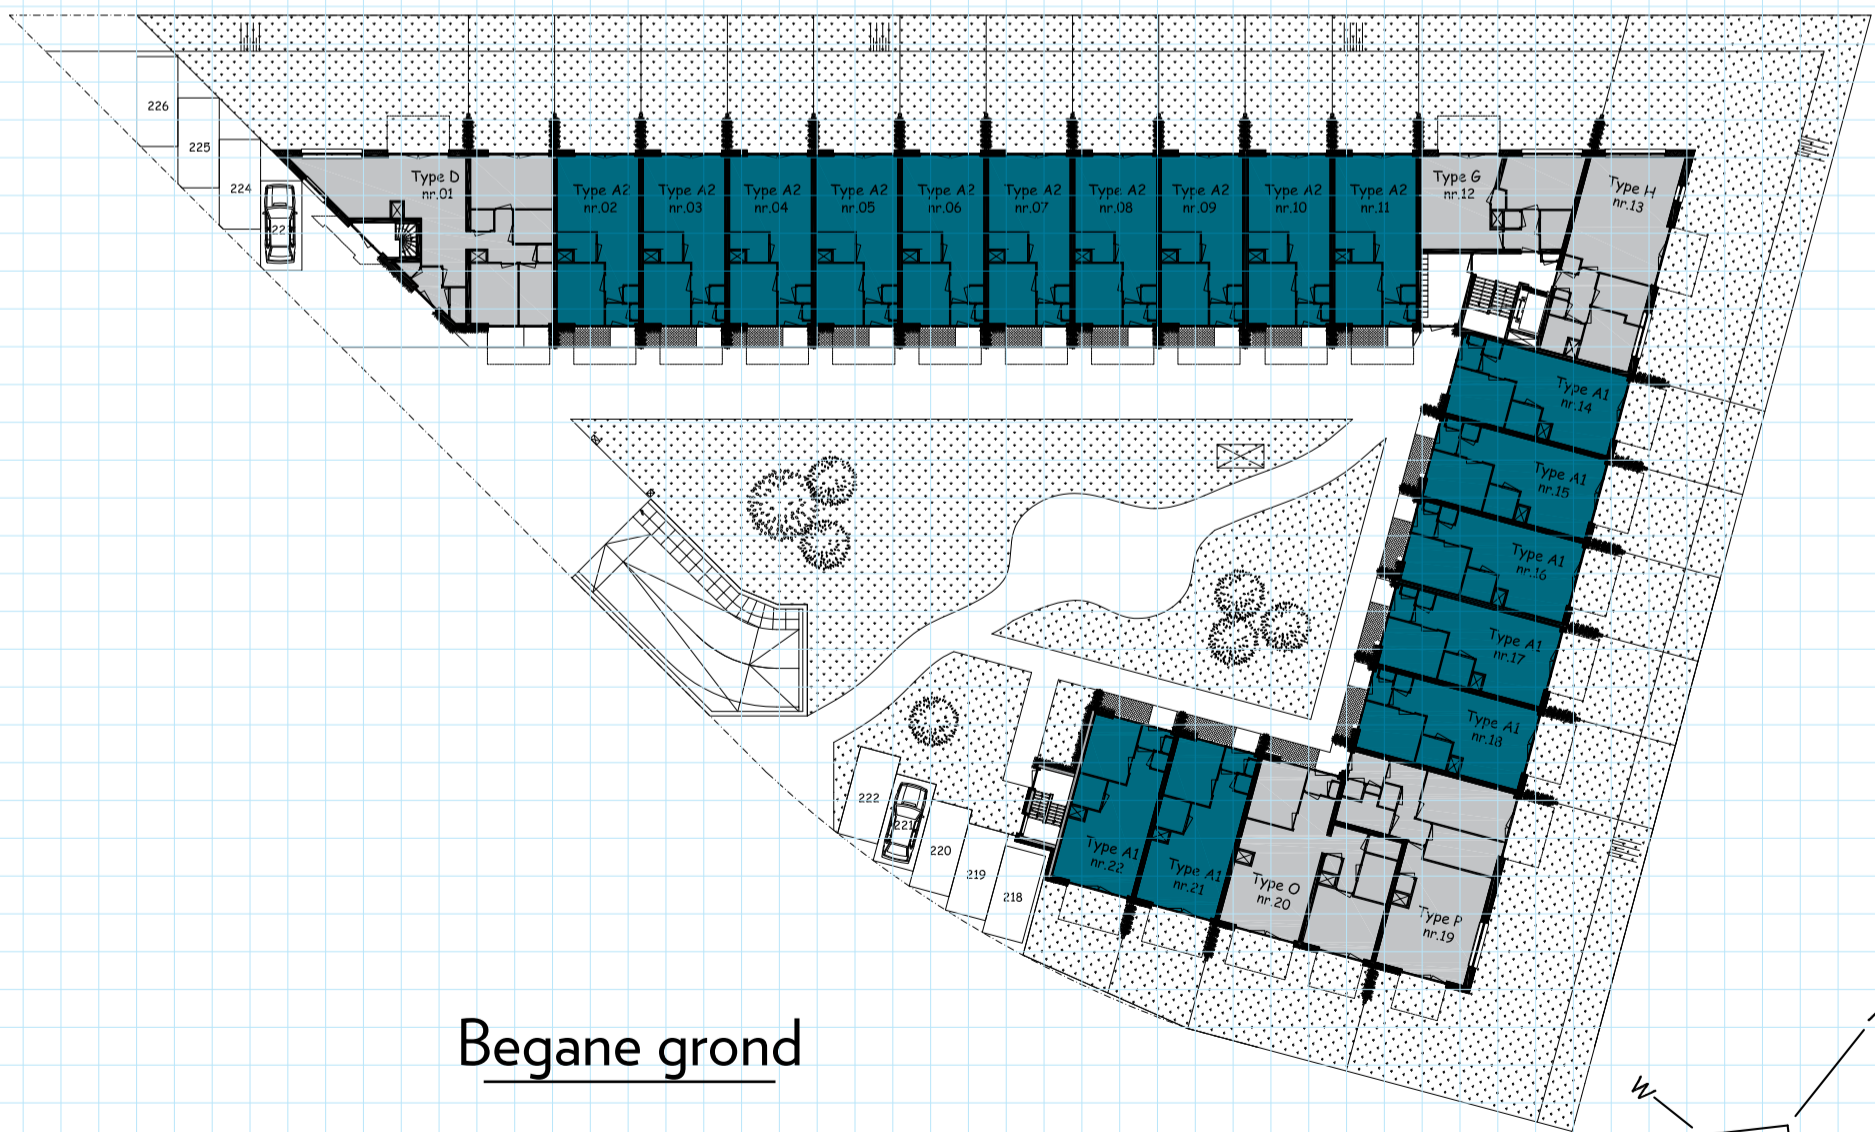 226
225
224
22
Type D
nr.01
Type A2
nr.02
Type A2
nr.03
Type A2
nr.04
Type A2
nr.05
Type A2
nr.06
Type A2
nr.07
Type A2
nr.08
Type A2
nr.09
Type A2
nr.10
Type A2
nr.11
Type G
nr.12
Type H
nr.13
Type A1
nr.14
Type A1
nr.15
Type A1
nr.16
Type A1
nr.17
Type A1
nr.18
Type P
nr.19
Type O
nr.20
Type A1
nr.21
Type A1
nr.22
222
221
220
219
218
Begane grond
W